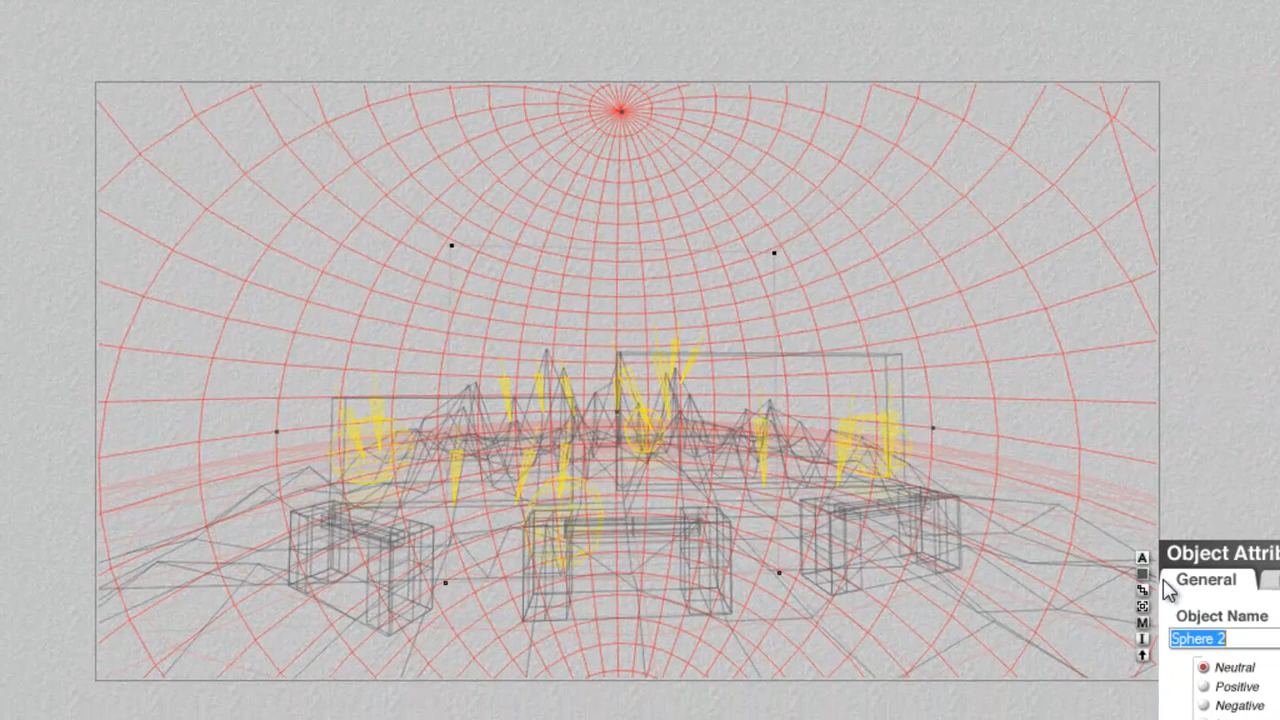 Object Attrib
General
Object Name
Sphere 2
Neutral
Positive
Negative
A
M
I